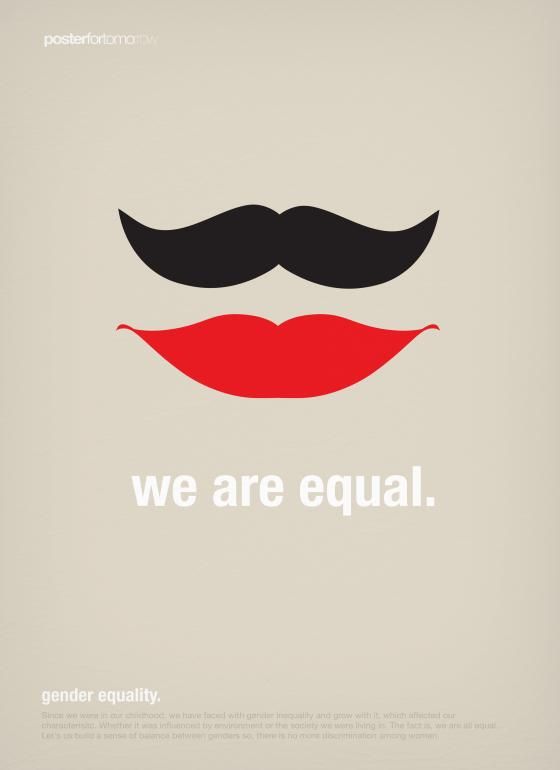 posterfortomorrow
we are equal.
gender equality.
Since we were in our childhood, we have faced with gender inequality and grow with it, which affected our
characterisitc. Whether it was influenced by environment or the society we were living in. The fact is, we are all equal...
Let's us build a sense of balance between genders so, there is no more discrimination among women.